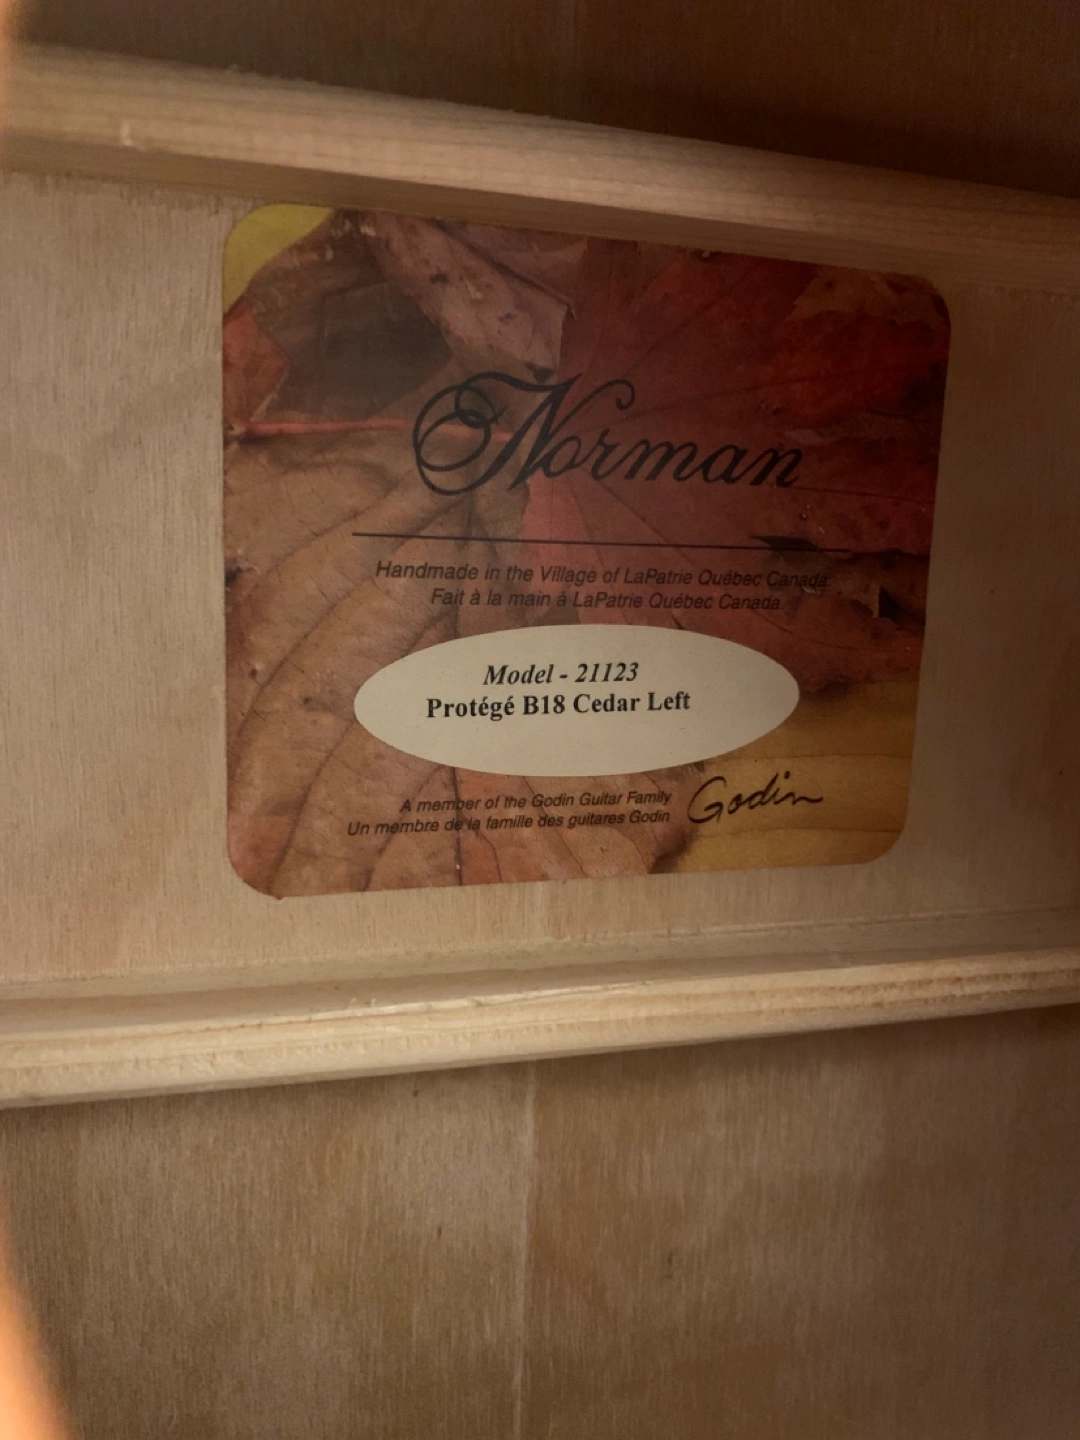 Norman
Handmade in the Village of LaPatrie Québec Canada.
Fait à la main à LaPatrie Québec Canada.
Model - 21123
Protégé B18 Cedar Left
A member of the Godin Guitar Family
Un membre de la famille des guitares Godin
Godin